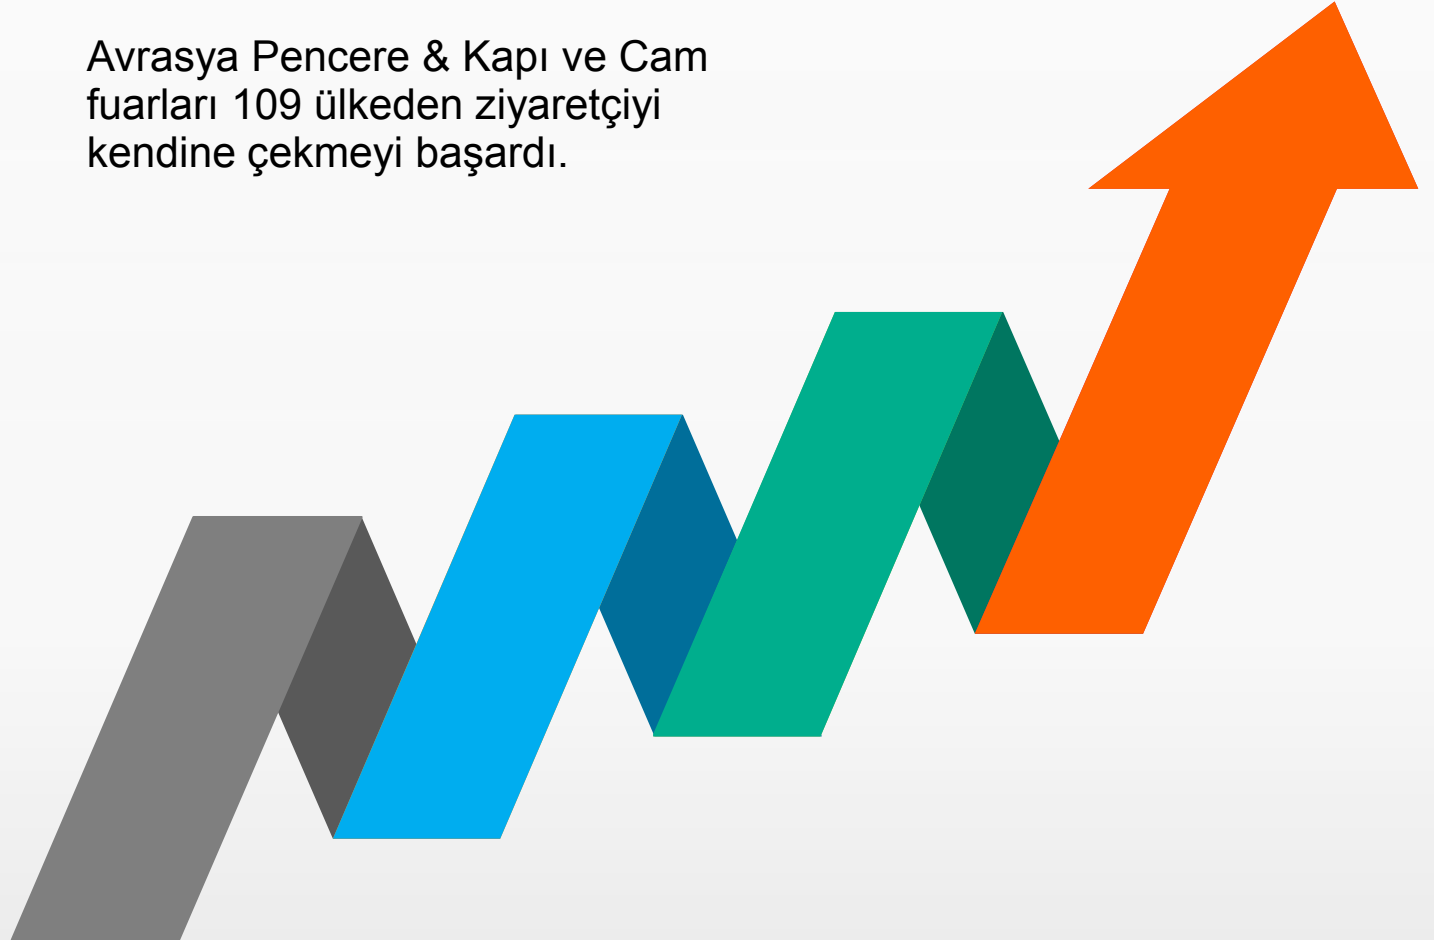 Avrasya Pencere & Kapı ve Cam
fuarları 109 ülkeden ziyaretçiyi
kendine çekmeyi başardı.